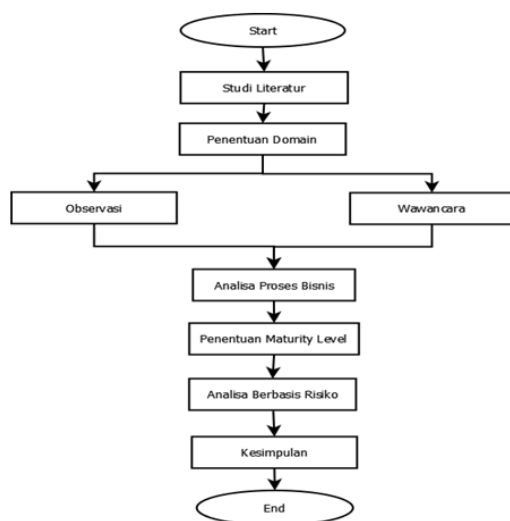 Start
Studi Literatur
Penentuan Domain
Observasi
Wawancara
Analisa Proses Bisnis
Penentuan Maturity Level
Analisa Berbasis Risiko
Kesimpulan
End